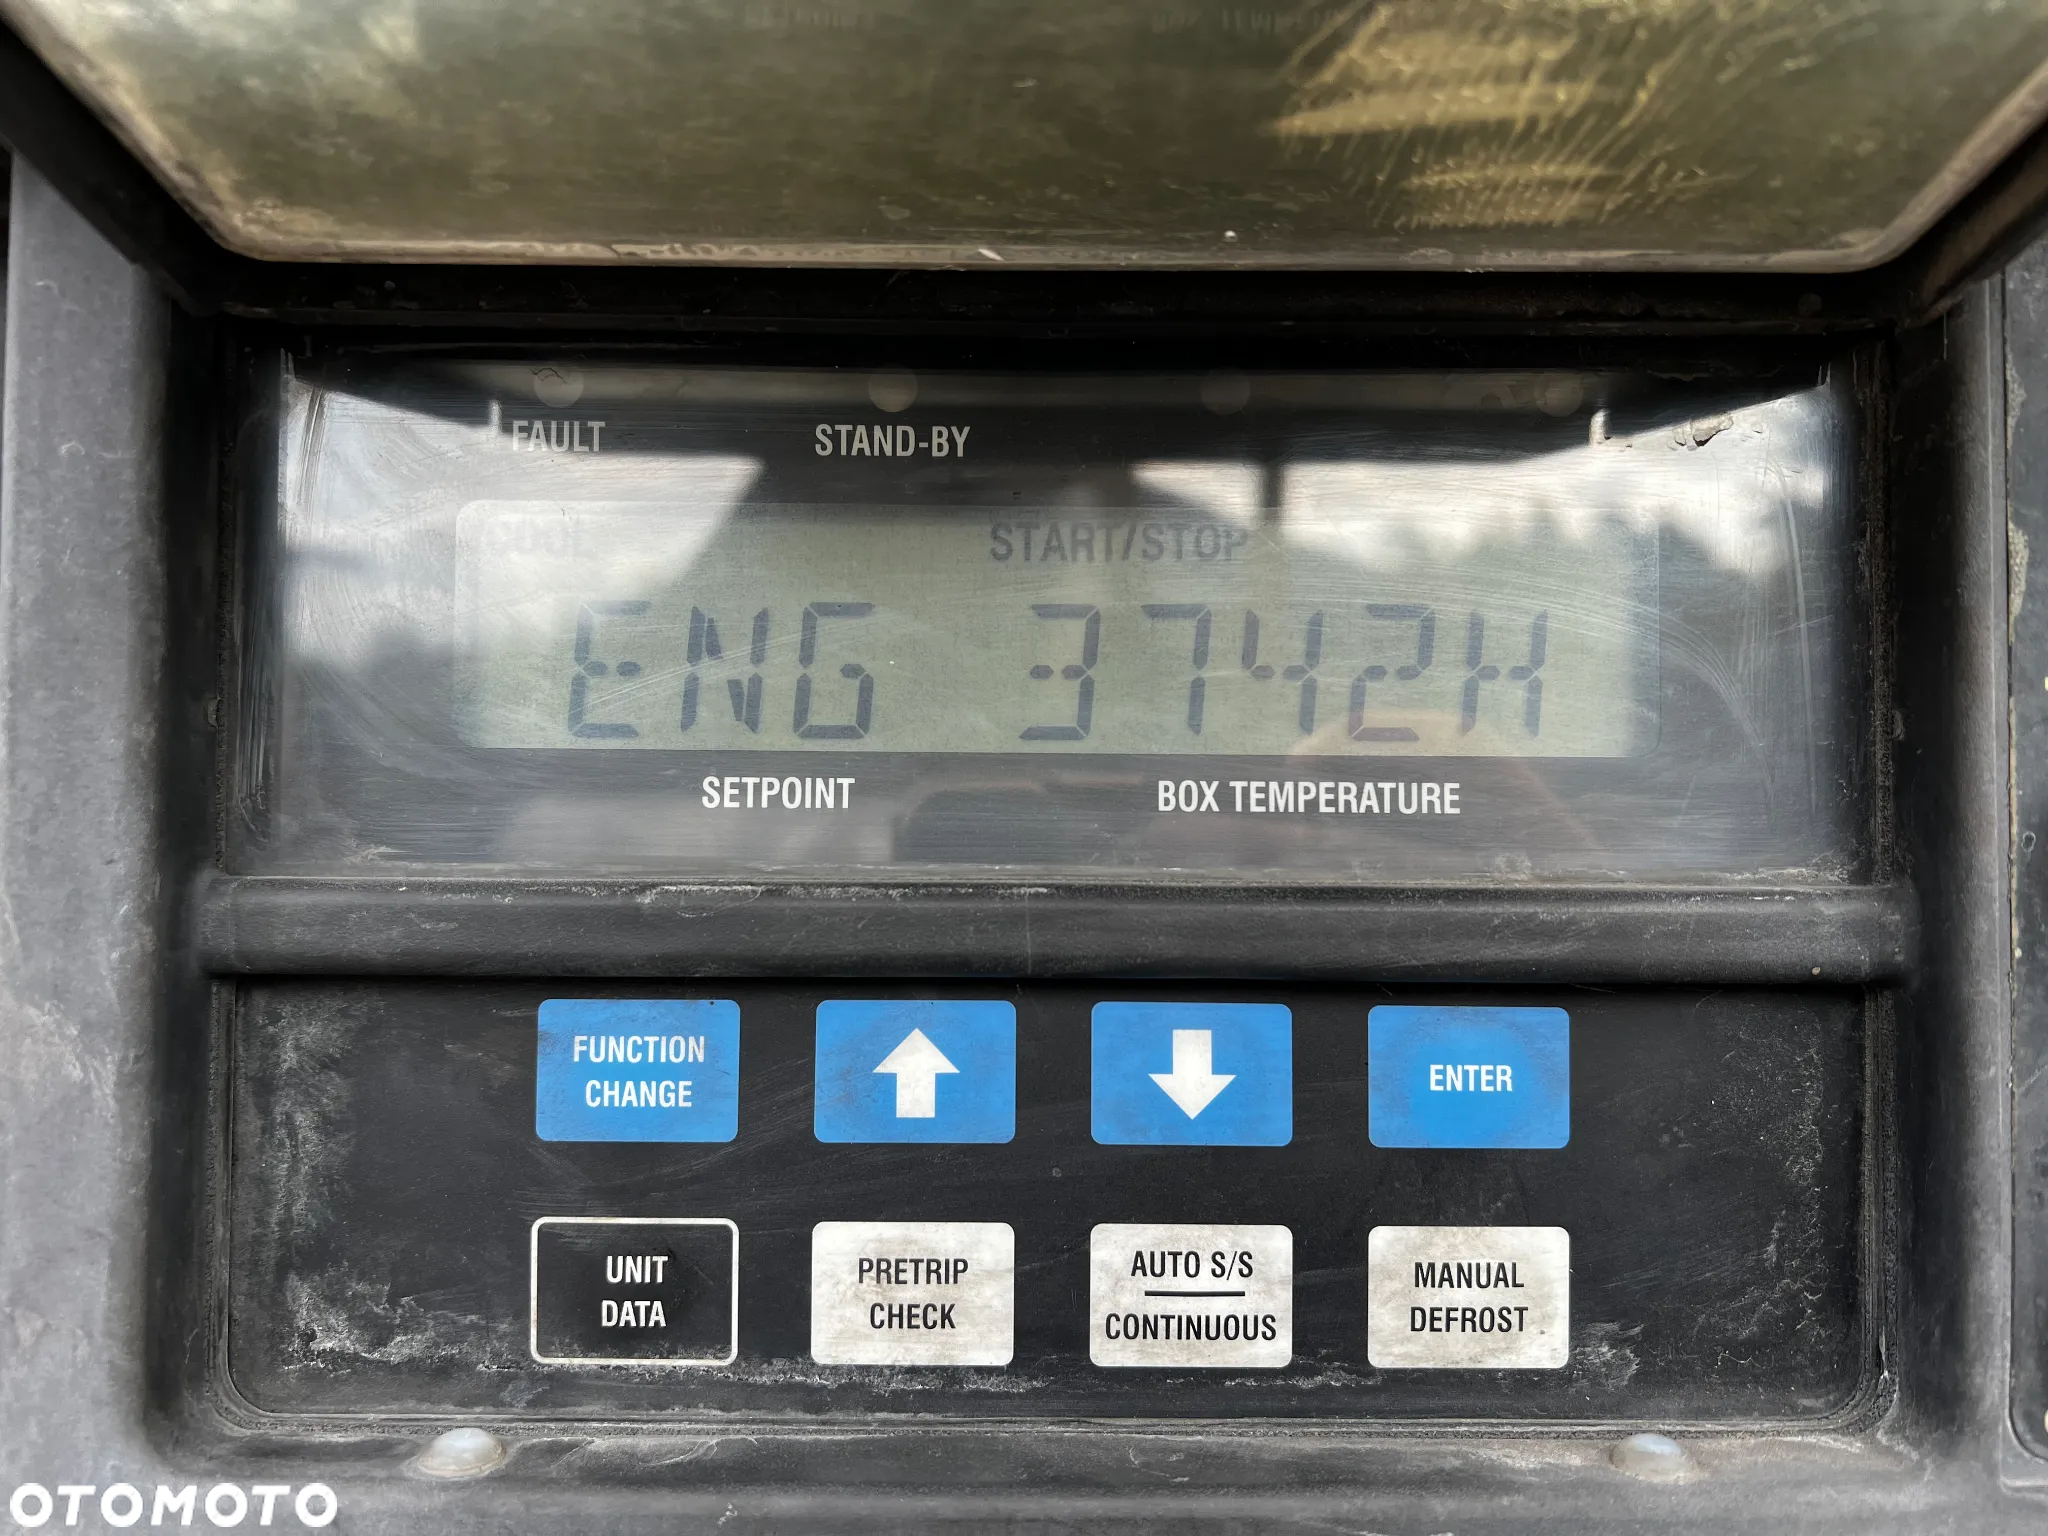 FAULT STAND-BY
COOL START/STOP
ENG 3742H
SETPOINT BOX TEMPERATURE
FUNCTION
CHANGE
ENTER
UNIT
DATA
PRETRIP
CHECK
AUTO S/S
CONTINUOUS
MANUAL
DEFROST
OTOMOTO